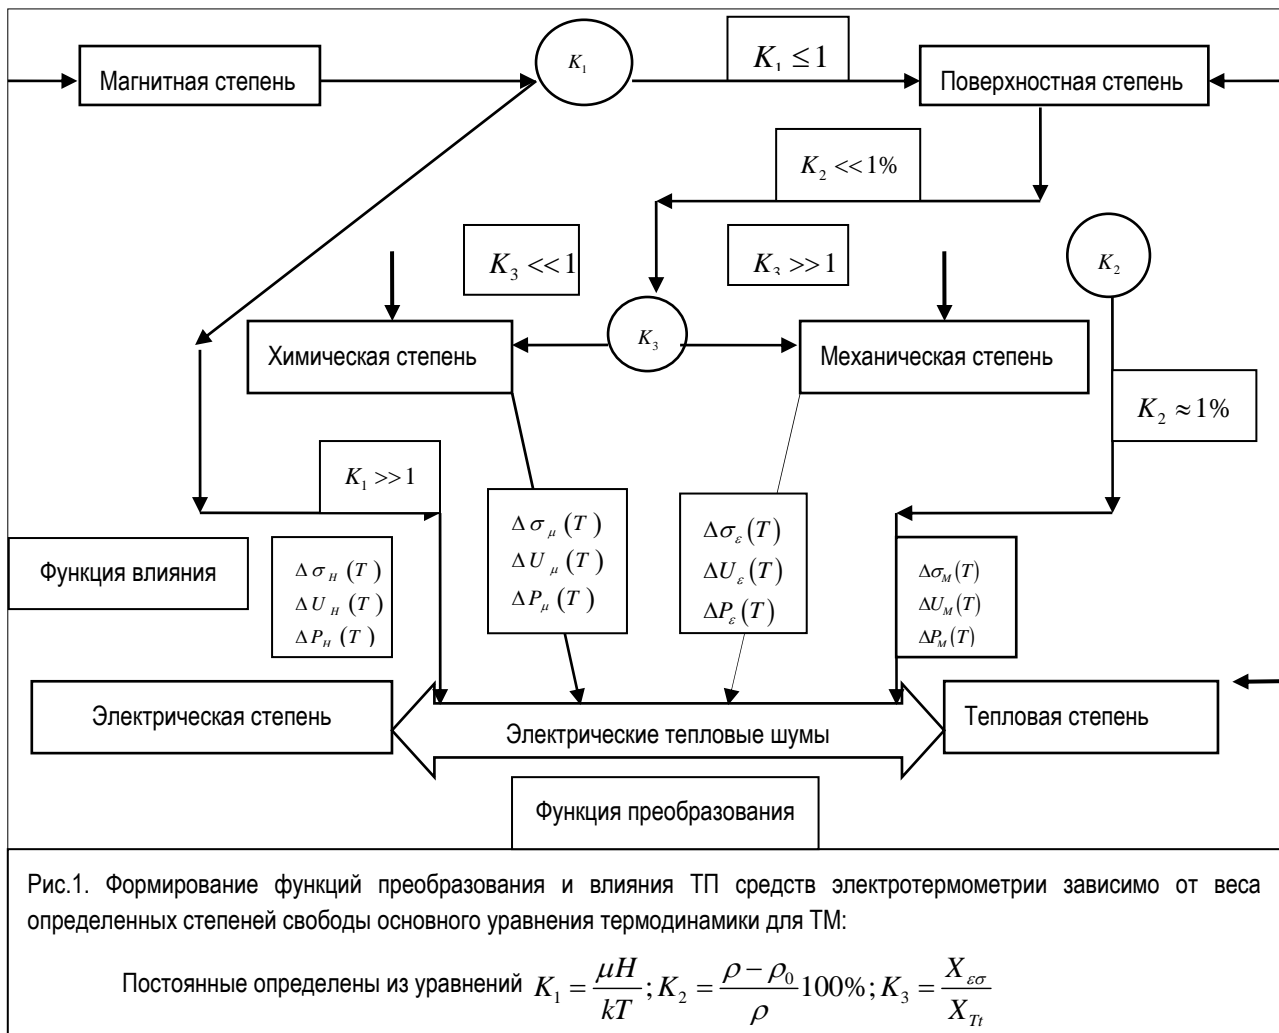 Магнитная степень
K₁
K₁ ≤ 1
Поверхностная степень
K₂ << 1%
K₃ << 1
K₃ >> 1
K₂
Химическая степень
K₃
Механическая степень
K₂ ≈ 1%
K₁ >> 1
Δσ_μ(T)
ΔU_μ(T)
ΔP_μ(T)
Δσ_ε(T)
ΔU_ε(T)
ΔP_ε(T)
Функция влияния
Δσ_H(T)
ΔU_H(T)
ΔP_H(T)
Δσ_M(T)
ΔU_M(T)
ΔP_M(T)
Электрическая степень
Электрические тепловые шумы
Тепловая степень
Функция преобразования
Рис.1. Формирование функций преобразования и влияния ТП средств электротермометрии зависимо от веса
определенных степеней свободы основного уравнения термодинамики для ТМ:
Постоянные определены из уравнений K₁ = μH/kT; K₂ = (ρ − ρ₀)/ρ 100%; K₃ = X_εσ/X_Tt